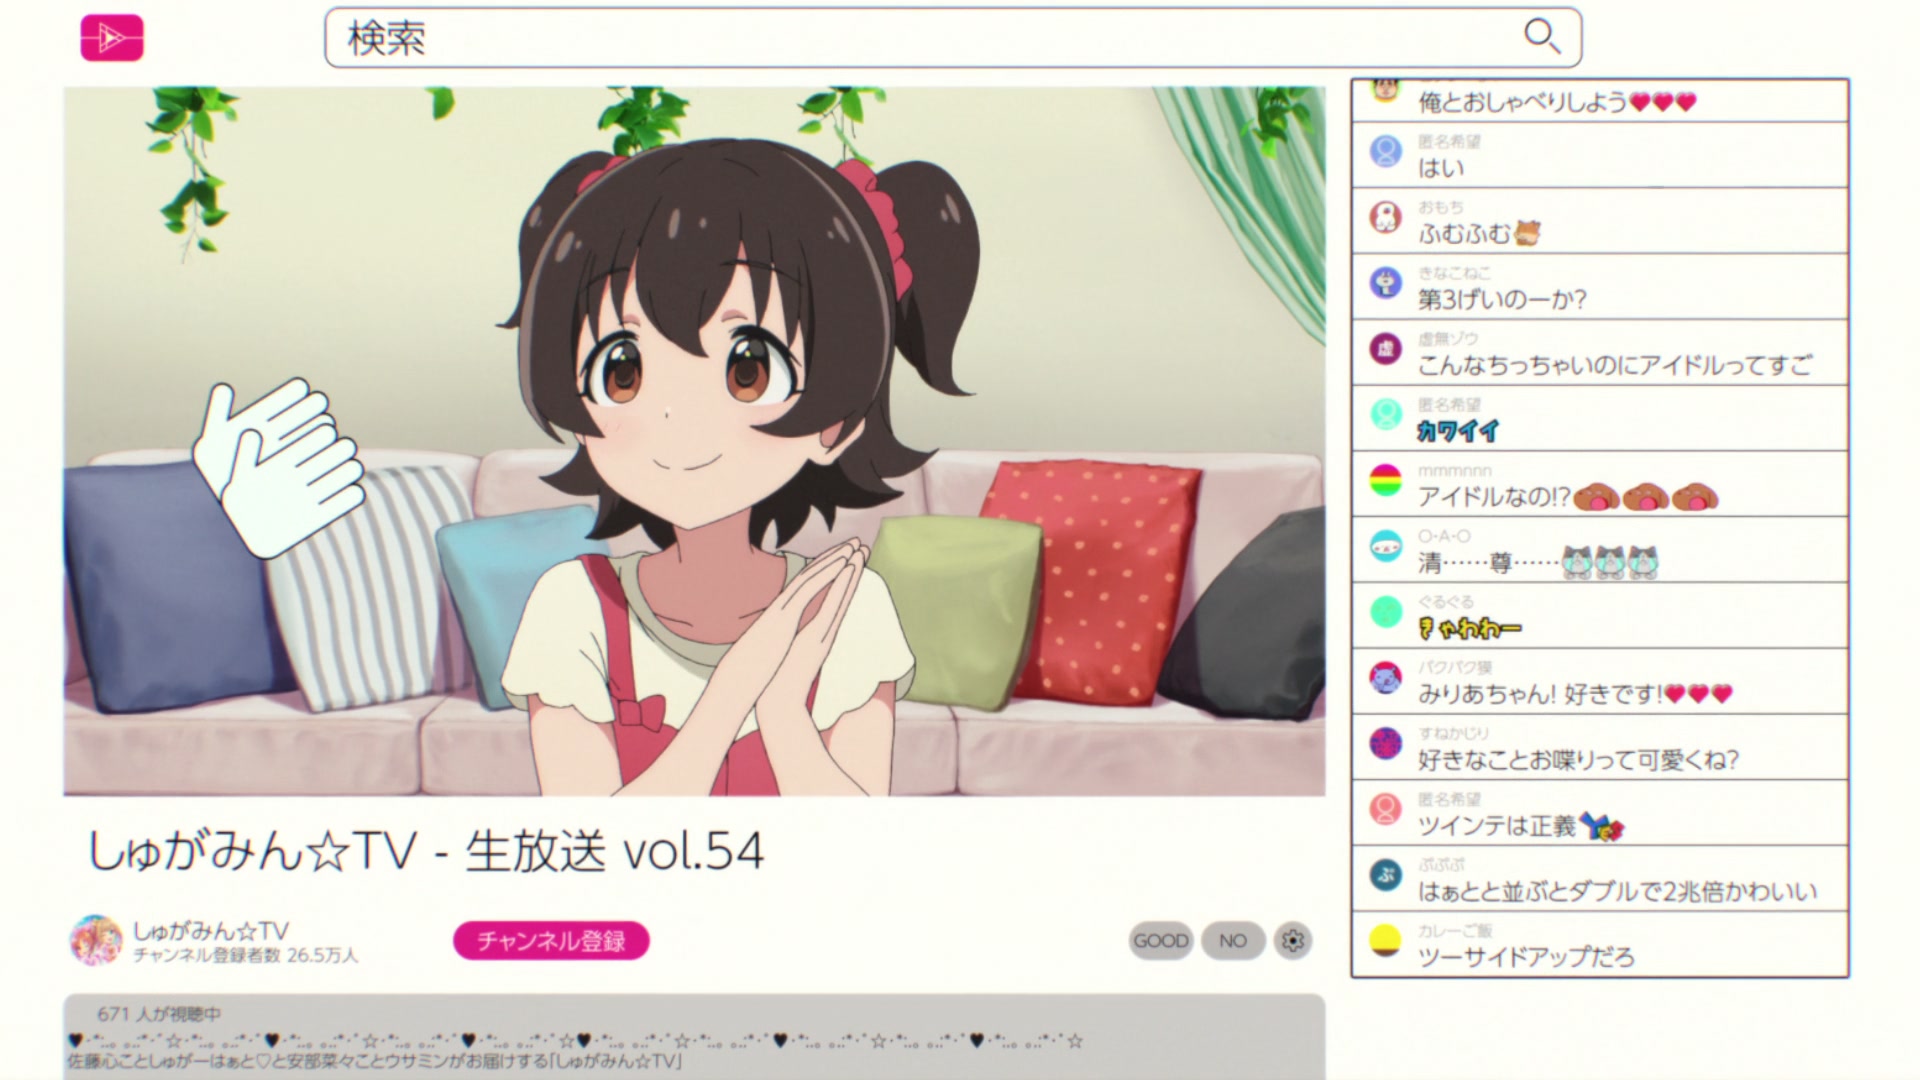 検索
俺とおしゃべりしよう♥♥♥
匿名希望
はい
おもち
ふむふむ
きなこねこ
第3げいのーか?
虚
虚無ゾウ
こんなちっちゃいのにアイドルってすご
匿名希望
カワイイ
mmmnnn
アイドルなの!?
O・A・O
清……尊……
ぐるぐる
きゃわわー
バクバク獏
みりあちゃん! 好きです!♥♥♥
すねかじり
好きなことお喋りって可愛くね?
匿名希望
ツインテは正義
ぷ
ぷぷぷ
はぁとと並ぶとダブルで2兆倍かわいい
カレーご飯
ツーサイドアップだろ
しゅがみん☆TV - 生放送 vol.54
しゅがみん☆TV
チャンネル登録者数 26.5万人
チャンネル登録
GOOD
NO
671 人が視聴中
佐藤心ことしゅがーはぁと♡と安部菜々ことウサミンがお届けする「しゅがみん☆TV」